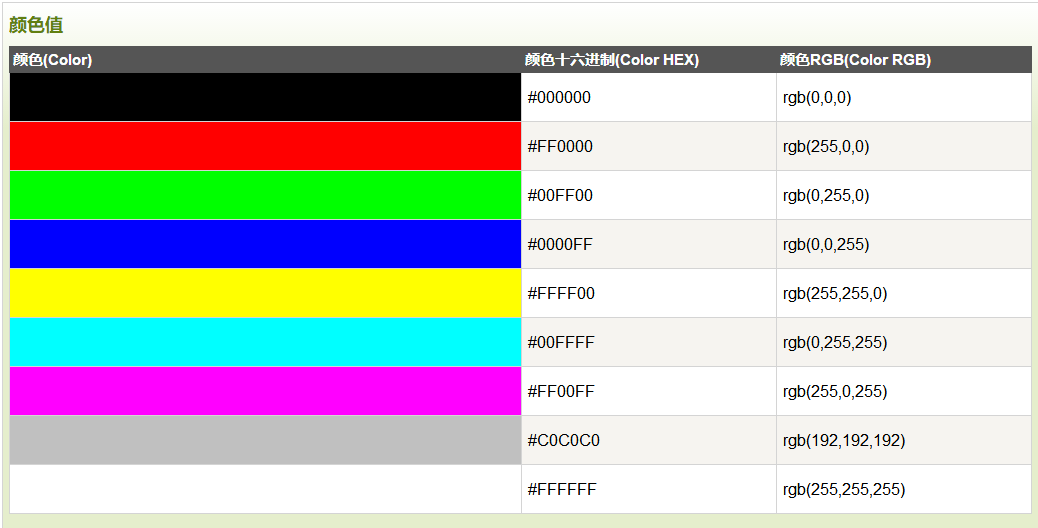 颜色值
颜色(Color) 颜色十六进制(Color HEX) 颜色RGB(Color RGB)
#000000 rgb(0,0,0)
#FF0000 rgb(255,0,0)
#00FF00 rgb(0,255,0)
#0000FF rgb(0,0,255)
#FFFF00 rgb(255,255,0)
#00FFFF rgb(0,255,255)
#FF00FF rgb(255,0,255)
#C0C0C0 rgb(192,192,192)
#FFFFFF rgb(255,255,255)